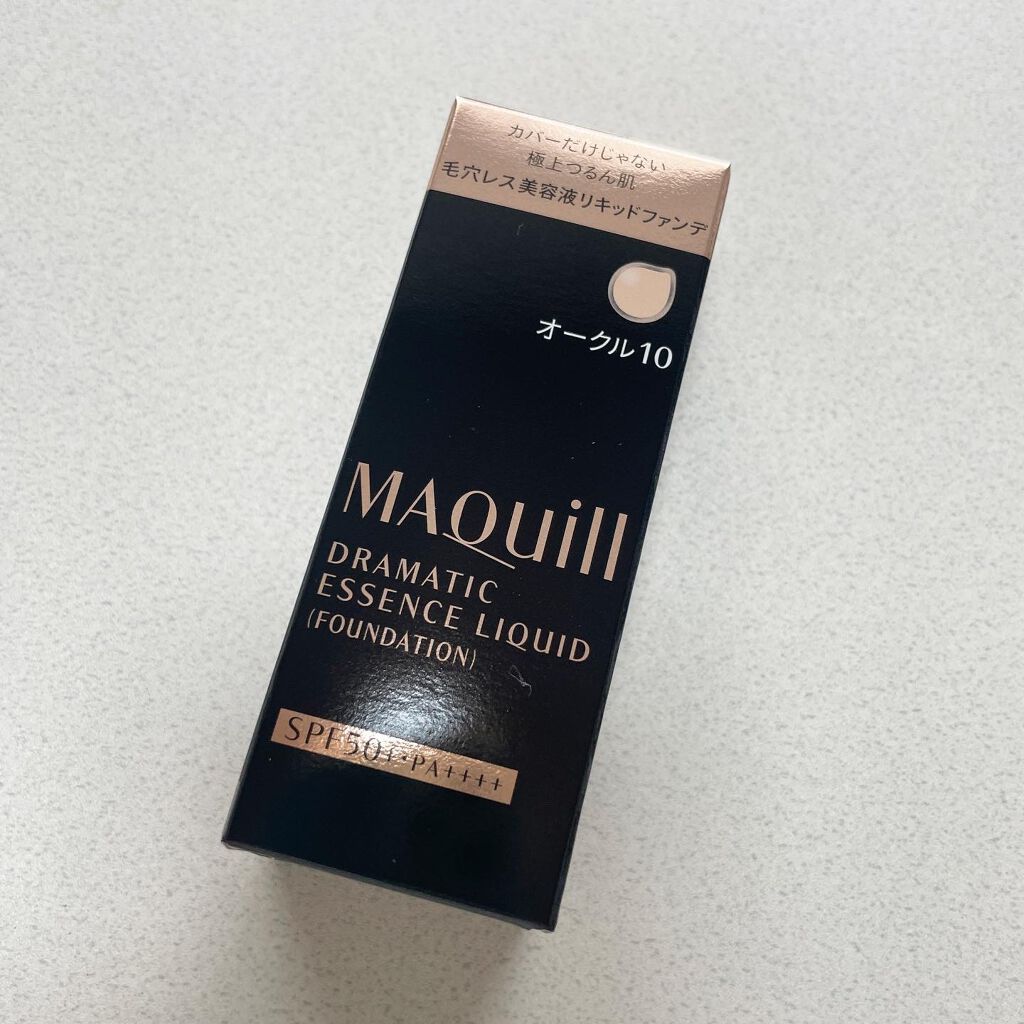 カバーだけじゃない
極上つるん肌
毛穴レス美容液リキッドファンデ
オークル10
MAQuill
DRAMATIC
ESSENCE LIQUID
(FOUNDATION)
SPF50+・PA++++